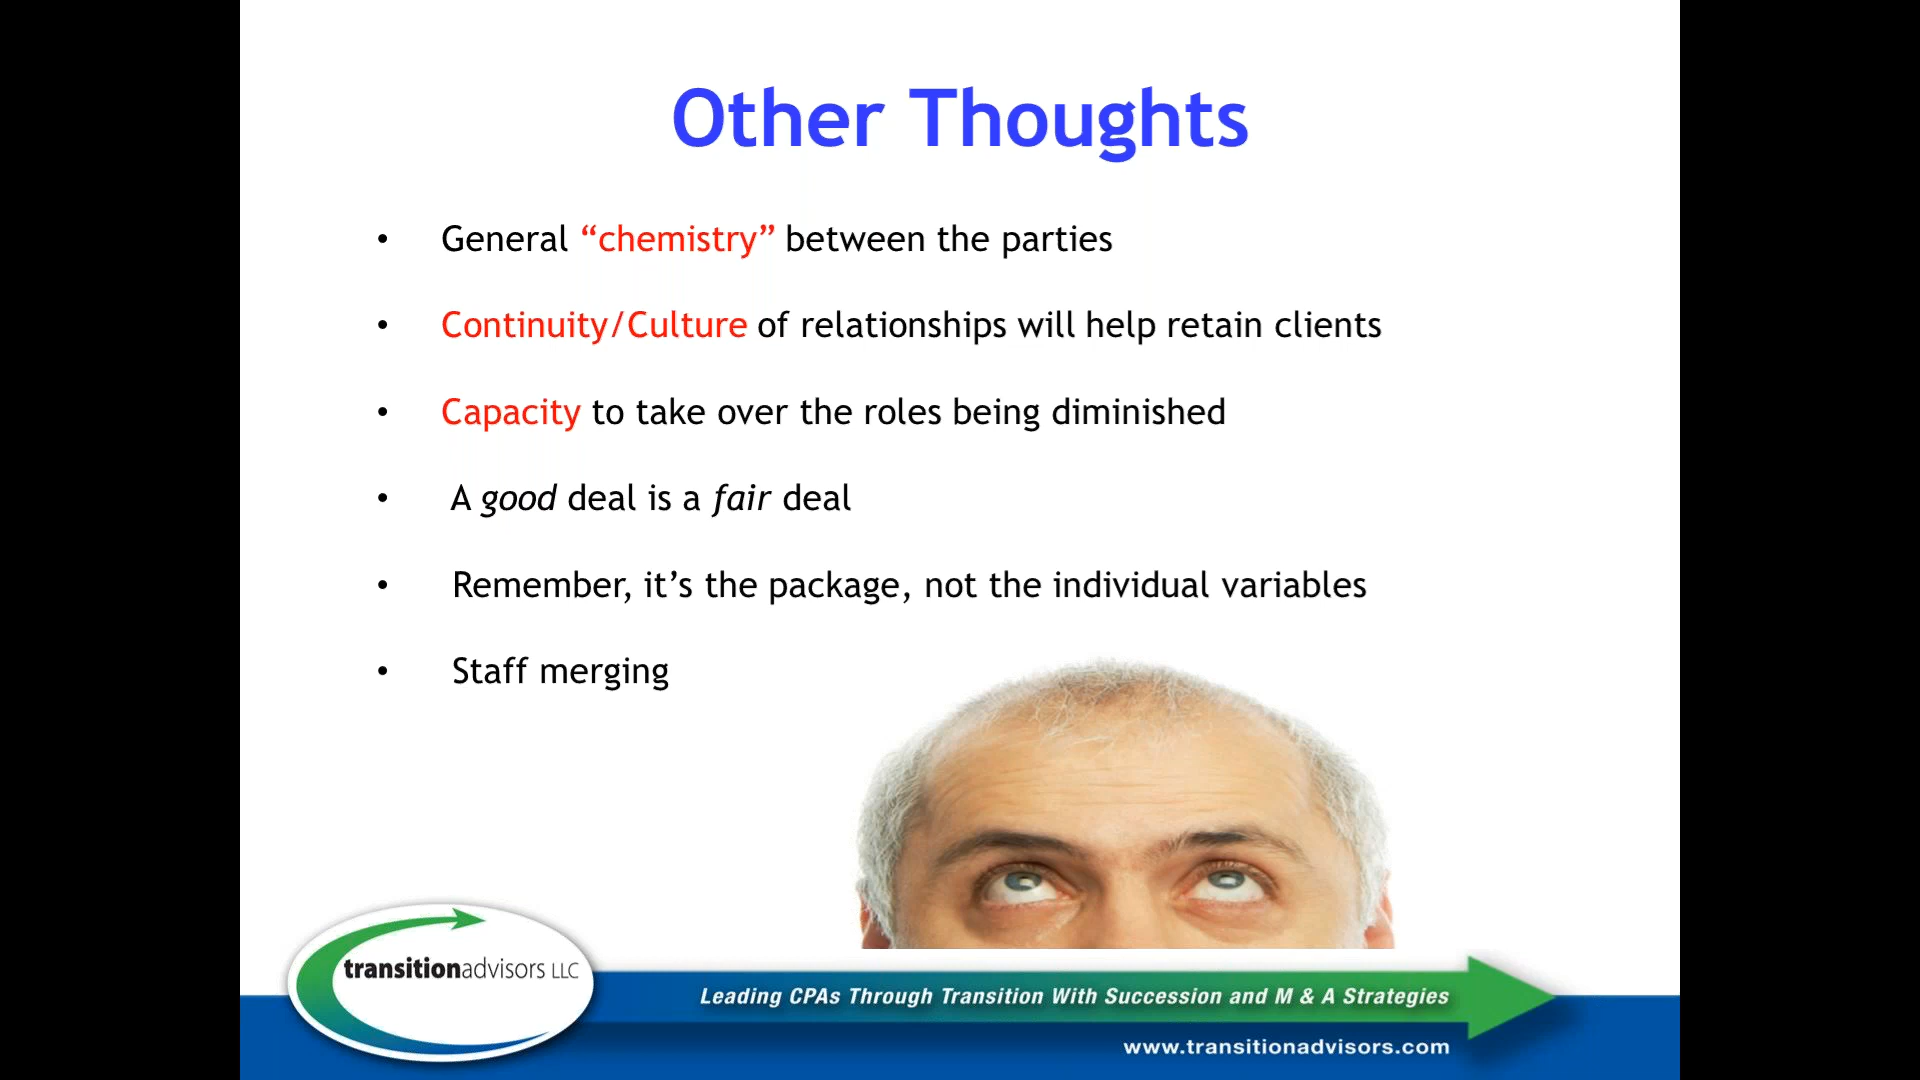 Other Thoughts
• General “chemistry” between the parties
• Continuity/Culture of relationships will help retain clients
• Capacity to take over the roles being diminished
• A good deal is a fair deal
• Remember, it’s the package, not the individual variables
• Staff merging
transitionadvisors LLC
Leading CPAs Through Transition With Succession and M & A Strategies
www.transitionadvisors.com